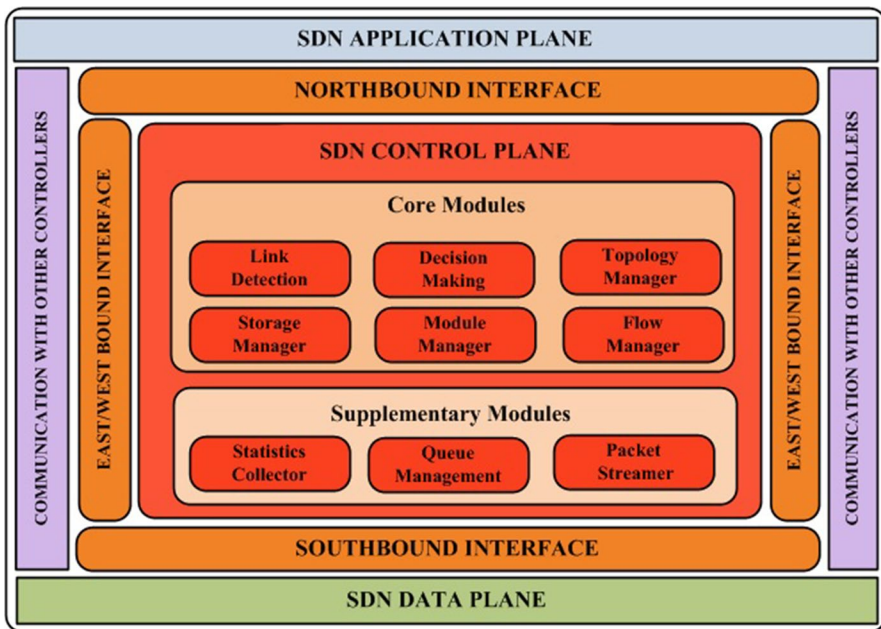 SDN APPLICATION PLANE
NORTHBOUND INTERFACE
COMMUNICATION WITH OTHER CONTROLLERS
EAST/WEST BOUND INTERFACE
SDN CONTROL PLANE
Core Modules
Link
Detection
Decision
Making
Topology
Manager
Storage
Manager
Module
Manager
Flow
Manager
Supplementary Modules
Statistics
Collector
Queue
Management
Packet
Streamer
EAST/WEST BOUND INTERFACE
COMMUNICATION WITH OTHER CONTROLLERS
SOUTHBOUND INTERFACE
SDN DATA PLANE